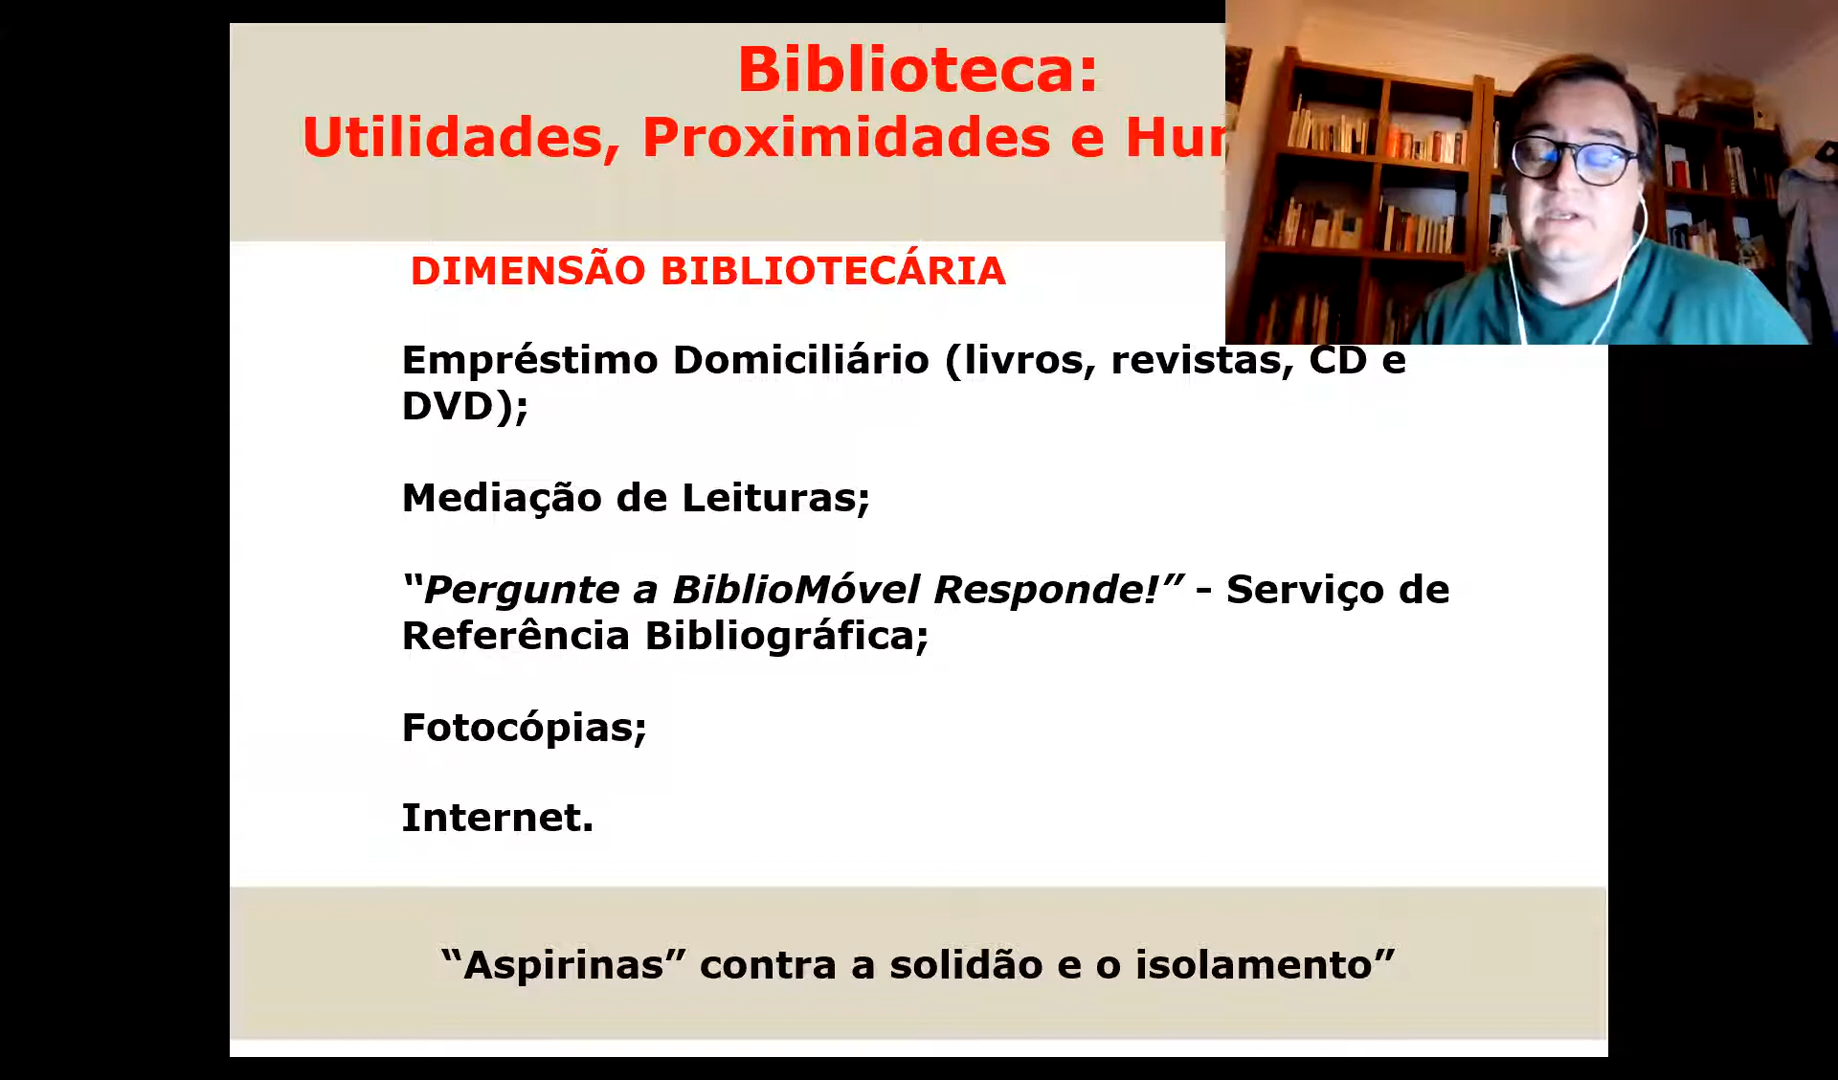 Biblioteca:
Utilidades, Proximidades e
DIMENSÃO BIBLIOTECÁRIA
Empréstimo Domiciliário (livros, revistas, CD e
DVD);
Mediação de Leituras;
“Pergunte a BiblioMóvel Responde!” - Serviço de
Referência Bibliográfica;
Fotocópias;
Internet.
“Aspirinas” contra a solidão e o isolamento”